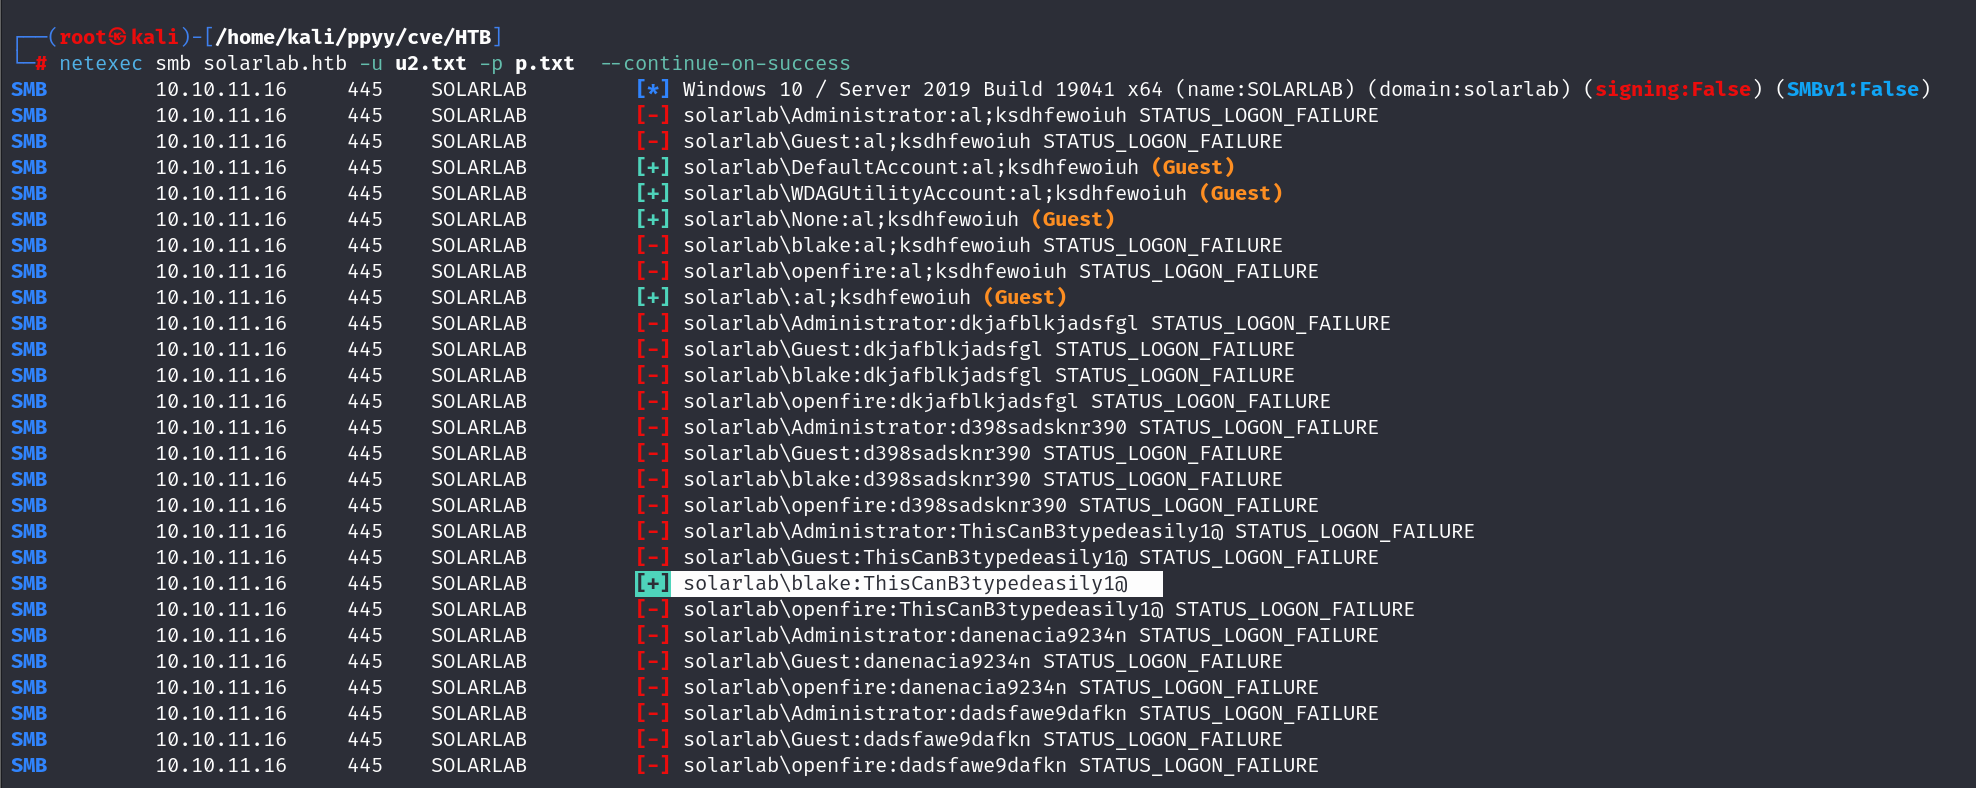 ┌──(root㉿kali)-[/home/kali/ppyy/cve/HTB]
└─# netexec smb solarlab.htb -u u2.txt -p p.txt  --continue-on-success
SMB         10.10.11.16     445    SOLARLAB         [*] Windows 10 / Server 2019 Build 19041 x64 (name:SOLARLAB) (domain:solarlab) (signing:False) (SMBv1:False)
SMB         10.10.11.16     445    SOLARLAB         [-] solarlab\Administrator:al;ksdhfewoiuh STATUS_LOGON_FAILURE
SMB         10.10.11.16     445    SOLARLAB         [-] solarlab\Guest:al;ksdhfewoiuh STATUS_LOGON_FAILURE
SMB         10.10.11.16     445    SOLARLAB         [+] solarlab\DefaultAccount:al;ksdhfewoiuh (Guest)
SMB         10.10.11.16     445    SOLARLAB         [+] solarlab\WDAGUtilityAccount:al;ksdhfewoiuh (Guest)
SMB         10.10.11.16     445    SOLARLAB         [+] solarlab\None:al;ksdhfewoiuh (Guest)
SMB         10.10.11.16     445    SOLARLAB         [-] solarlab\blake:al;ksdhfewoiuh STATUS_LOGON_FAILURE
SMB         10.10.11.16     445    SOLARLAB         [-] solarlab\openfire:al;ksdhfewoiuh STATUS_LOGON_FAILURE
SMB         10.10.11.16     445    SOLARLAB         [+] solarlab\:al;ksdhfewoiuh (Guest)
SMB         10.10.11.16     445    SOLARLAB         [-] solarlab\Administrator:dkjafblkjadsfgl STATUS_LOGON_FAILURE
SMB         10.10.11.16     445    SOLARLAB         [-] solarlab\Guest:dkjafblkjadsfgl STATUS_LOGON_FAILURE
SMB         10.10.11.16     445    SOLARLAB         [-] solarlab\blake:dkjafblkjadsfgl STATUS_LOGON_FAILURE
SMB         10.10.11.16     445    SOLARLAB         [-] solarlab\openfire:dkjafblkjadsfgl STATUS_LOGON_FAILURE
SMB         10.10.11.16     445    SOLARLAB         [-] solarlab\Administrator:d398sadsknr390 STATUS_LOGON_FAILURE
SMB         10.10.11.16     445    SOLARLAB         [-] solarlab\Guest:d398sadsknr390 STATUS_LOGON_FAILURE
SMB         10.10.11.16     445    SOLARLAB         [-] solarlab\blake:d398sadsknr390 STATUS_LOGON_FAILURE
SMB         10.10.11.16     445    SOLARLAB         [-] solarlab\openfire:d398sadsknr390 STATUS_LOGON_FAILURE
SMB         10.10.11.16     445    SOLARLAB         [-] solarlab\Administrator:ThisCanB3typedeasily1@ STATUS_LOGON_FAILURE
SMB         10.10.11.16     445    SOLARLAB         [-] solarlab\Guest:ThisCanB3typedeasily1@ STATUS_LOGON_FAILURE
SMB         10.10.11.16     445    SOLARLAB         [+] solarlab\blake:ThisCanB3typedeasily1@
SMB         10.10.11.16     445    SOLARLAB         [-] solarlab\openfire:ThisCanB3typedeasily1@ STATUS_LOGON_FAILURE
SMB         10.10.11.16     445    SOLARLAB         [-] solarlab\Administrator:danenacia9234n STATUS_LOGON_FAILURE
SMB         10.10.11.16     445    SOLARLAB         [-] solarlab\Guest:danenacia9234n STATUS_LOGON_FAILURE
SMB         10.10.11.16     445    SOLARLAB         [-] solarlab\openfire:danenacia9234n STATUS_LOGON_FAILURE
SMB         10.10.11.16     445    SOLARLAB         [-] solarlab\Administrator:dadsfawe9dafkn STATUS_LOGON_FAILURE
SMB         10.10.11.16     445    SOLARLAB         [-] solarlab\Guest:dadsfawe9dafkn STATUS_LOGON_FAILURE
SMB         10.10.11.16     445    SOLARLAB         [-] solarlab\openfire:dadsfawe9dafkn STATUS_LOGON_FAILURE